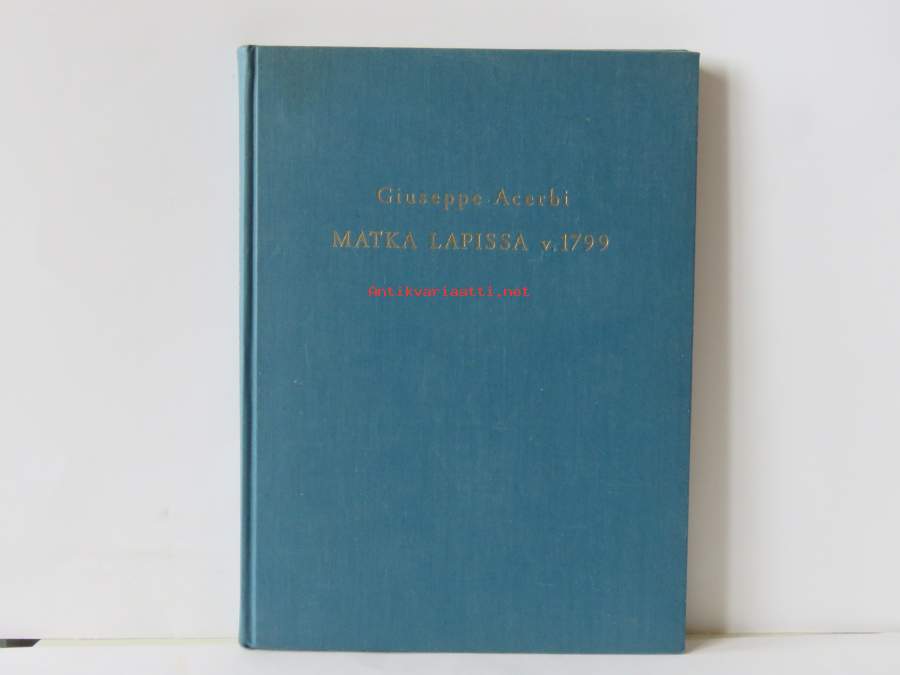 Giuseppe Acerbi
MATKA LAPISSA v. 1799
Antikvariaatti.net